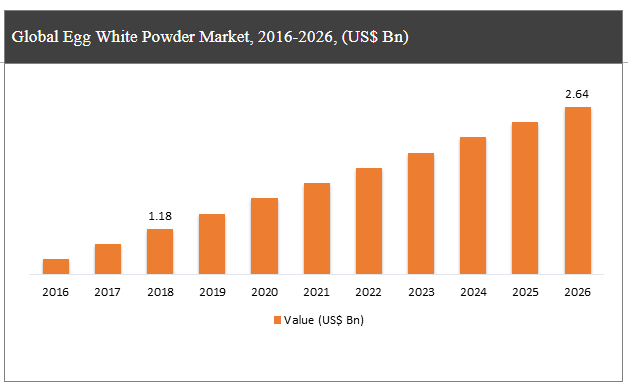 Global Egg White Powder Market, 2016-2026, (US$ Bn)
2.64
1.18
2016 2017 2018 2019 2020 2021 2022 2023 2024 2025 2026
Value (US$ Bn)